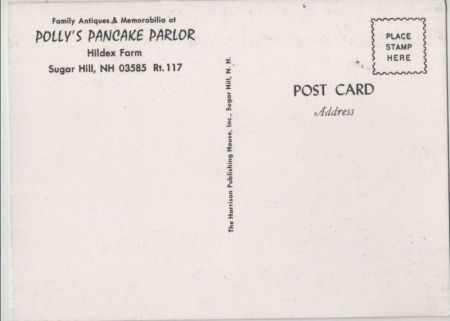 Family Antiques & Memorabilia at
POLLY'S PANCAKE PARLOR
Hildex Farm
Sugar Hill, NH 03585 Rt. 117
The Harrison Publishing House, Inc., Sugar Hill, N. H.
PLACE
STAMP
HERE
POST CARD
Address